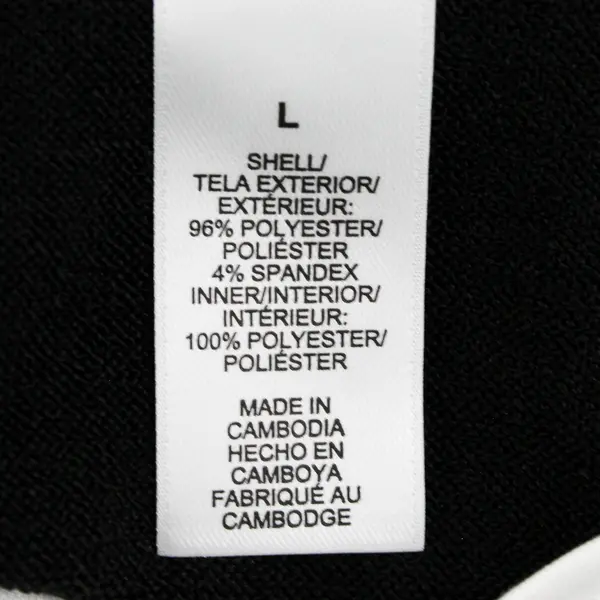 L
SHELL/
TELA EXTERIOR/
EXTÉRIEUR:
96% POLYESTER/
POLIÉSTER
4% SPANDEX
INNER/INTERIOR/
INTÉRIEUR:
100% POLYESTER/
POLIÉSTER
MADE IN
CAMBODIA
HECHO EN
CAMBOYA
FABRIQUÉ AU
CAMBODGE